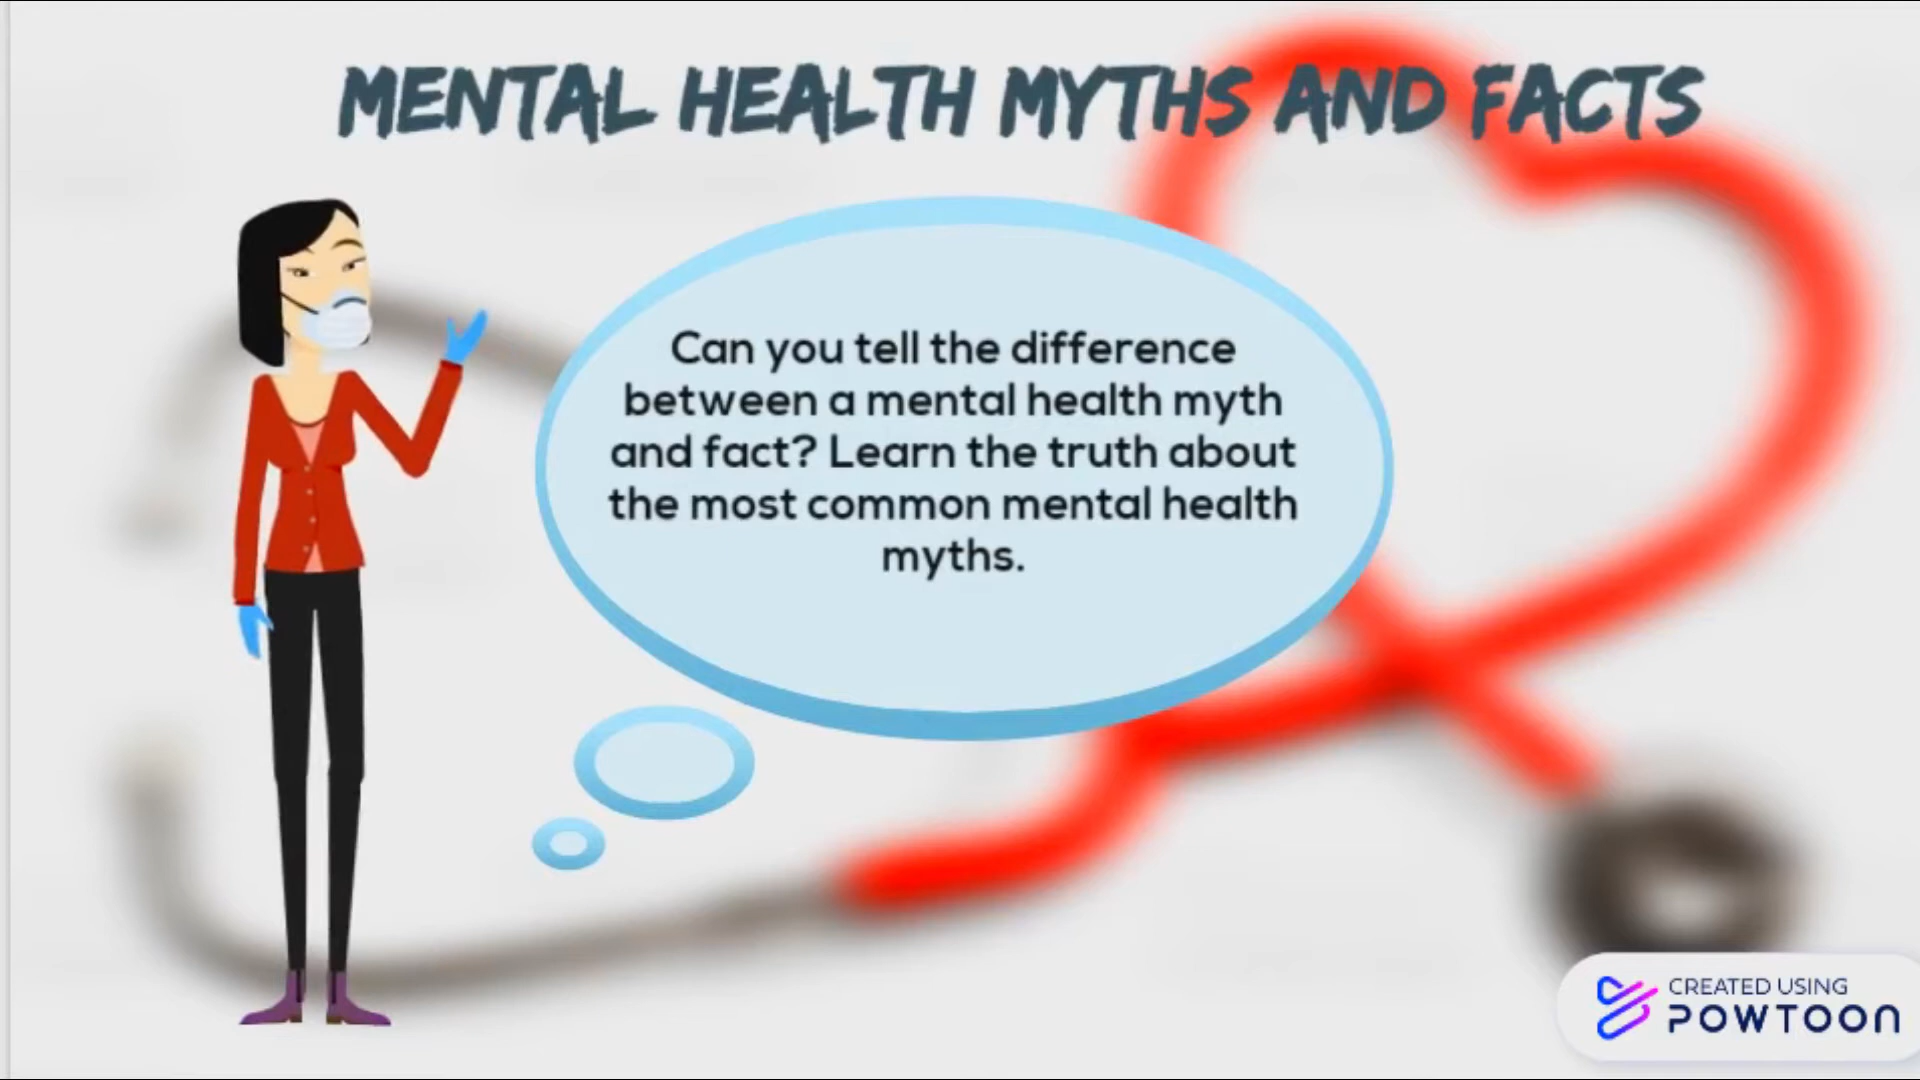 MENTAL HEALTH MYTHS AND FACTS
Can you tell the difference
between a mental health myth
and fact? Learn the truth about
the most common mental health
myths.
CREATED USING
POWTOON